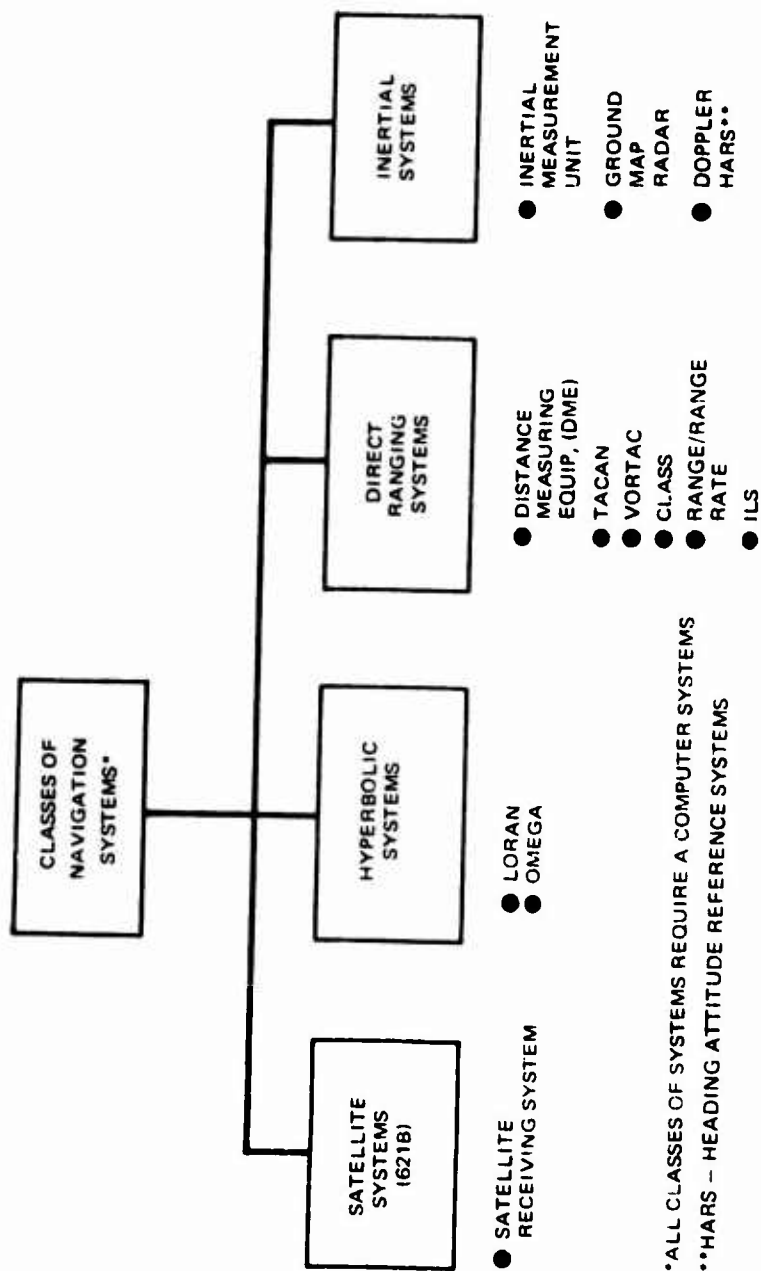 CLASSES OF
NAVIGATION
SYSTEMS*
SATELLITE
SYSTEMS
(621B)
● SATELLITE
RECEIVING SYSTEM
HYPERBOLIC
SYSTEMS
● LORAN
● OMEGA
DIRECT
RANGING
SYSTEMS
● DISTANCE
MEASURING
EQUIP, (DME)
● TACAN
● VORTAC
● CLASS
● RANGE/RANGE
RATE
● ILS
INERTIAL
SYSTEMS
● INERTIAL
MEASUREMENT
UNIT
● GROUND
MAP
RADAR
● DOPPLER
HARS**
*ALL CLASSES OF SYSTEMS REQUIRE A COMPUTER SYSTEMS
**HARS – HEADING ATTITUDE REFERENCE SYSTEMS